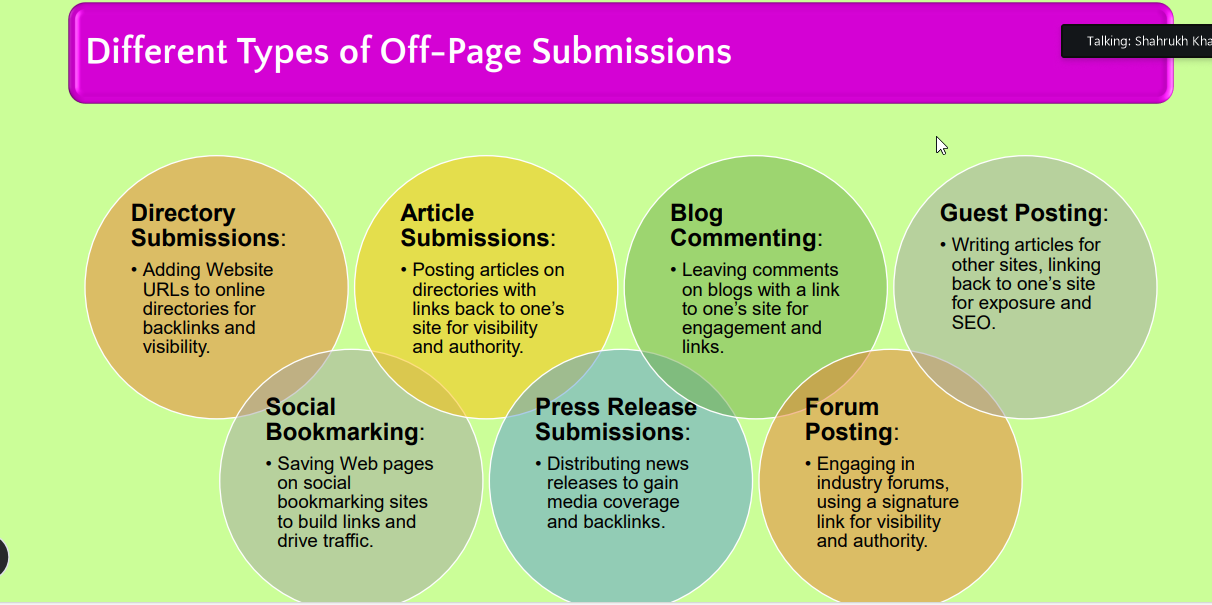 Different Types of Off-Page Submissions
Talking: Shahrukh Kha
Directory
Submissions:
• Adding Website
URLs to online
directories for
backlinks and
visibility.
Article
Submissions:
• Posting articles on
directories with
links back to one’s
site for visibility
and authority.
Blog
Commenting:
• Leaving comments
on blogs with a link
to one’s site for
engagement and
links.
Guest Posting:
• Writing articles for
other sites, linking
back to one’s site
for exposure and
SEO.
Social
Bookmarking:
• Saving Web pages
on social
bookmarking sites
to build links and
drive traffic.
Press Release
Submissions:
• Distributing news
releases to gain
media coverage
and backlinks.
Forum
Posting:
• Engaging in
industry forums,
using a signature
link for visibility
and authority.